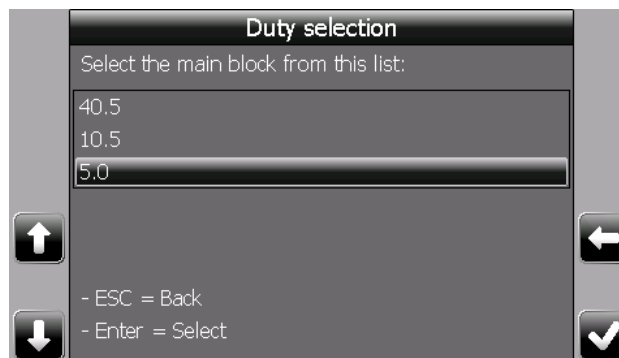 Duty selection
Select the main block from this list:
40.5
10.5
5.0
- ESC = Back
- Enter = Select